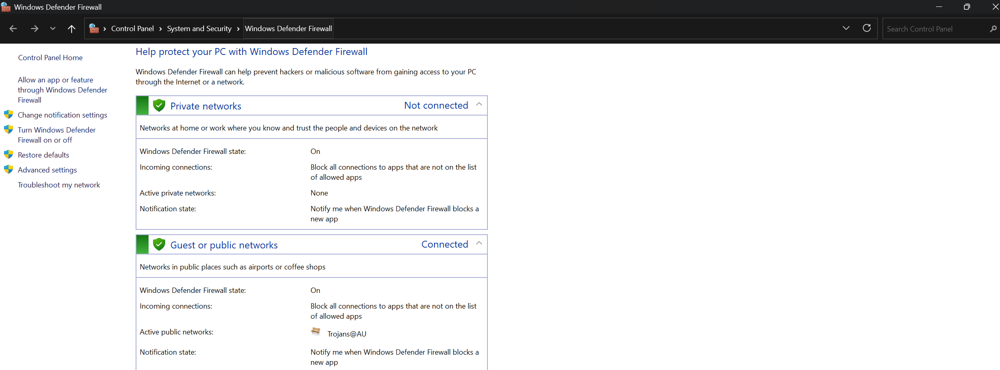 Windows Defender Firewall
Control Panel > System and Security > Windows Defender Firewall
Search Control Panel
Control Panel Home
Allow an app or feature
through Windows Defender
Firewall
Change notification settings
Turn Windows Defender
Firewall on or off
Restore defaults
Advanced settings
Troubleshoot my network
Help protect your PC with Windows Defender Firewall
Windows Defender Firewall can help prevent hackers or malicious software from gaining access to your PC
through the Internet or a network.
Private networks Not connected
Networks at home or work where you know and trust the people and devices on the network
Windows Defender Firewall state: On
Incoming connections: Block all connections to apps that are not on the list
of allowed apps
Active private networks: None
Notification state: Notify me when Windows Defender Firewall blocks a
new app
Guest or public networks Connected
Networks in public places such as airports or coffee shops
Windows Defender Firewall state: On
Incoming connections: Block all connections to apps that are not on the list
of allowed apps
Active public networks: Trojans@AU
Notification state: Notify me when Windows Defender Firewall blocks a
new app